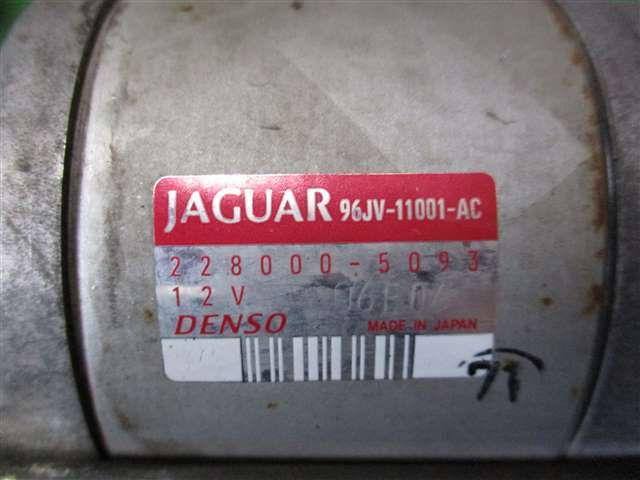 JAGUAR 96JV-11001-AC
228000-5093
12V
DENSO MADE IN JAPAN